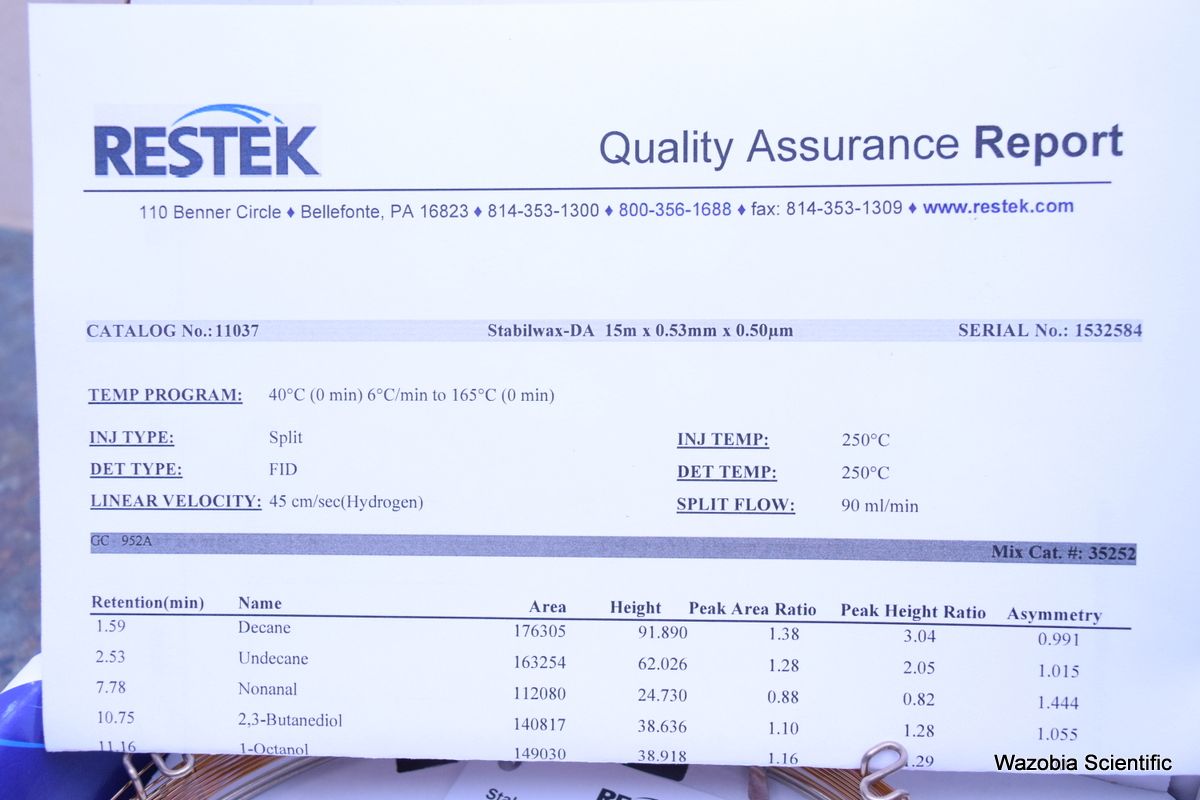 RESTEK
Quality Assurance Report
110 Benner Circle ♦ Bellefonte, PA 16823 ♦ 814-353-1300 ♦ 800-356-1688 ♦ fax: 814-353-1309 ♦ www.restek.com
CATALOG No.:11037 Stabilwax-DA 15m x 0.53mm x 0.50µm SERIAL No.: 1532584
TEMP PROGRAM: 40°C (0 min) 6°C/min to 165°C (0 min)
INJ TYPE: Split INJ TEMP: 250°C
DET TYPE: FID DET TEMP: 250°C
LINEAR VELOCITY: 45 cm/sec(Hydrogen) SPLIT FLOW: 90 ml/min
GC 952A Mix Cat. #: 35252
Retention(min) Name Area Height Peak Area Ratio Peak Height Ratio Asymmetry
1.59 Decane 176305 91.890 1.38 3.04 0.991
2.53 Undecane 163254 62.026 1.28 2.05 1.015
7.78 Nonanal 112080 24.730 0.88 0.82 1.444
10.75 2,3-Butanediol 140817 38.636 1.10 1.28 1.055
11.16 1-Octanol 149030 38.918 1.16 .29
Wazobia Scientific